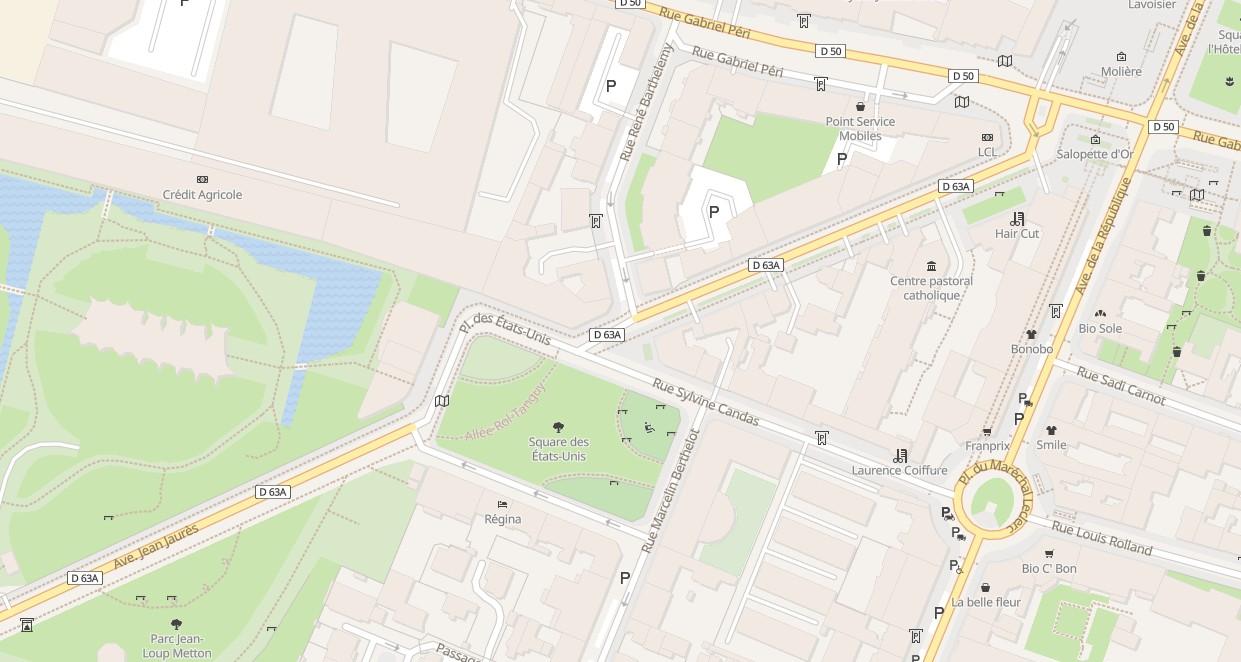 D 50
Rue Gabriel Péri
D 50
Rue Gabriel Péri
D 50
D 50
Rue Gab
Lavoisier
Ave. de la
Squa
l'Hôtel
Molière
Point Service
Mobiles
LCL
Salopette d'Or
Rue René Barthélemy
Crédit Agricole
D 63A
Hair Cut
Centre pastoral
catholique
Ave. de la République
D 63A
D 63A
Pl. des États-Unis
Bio Sole
Bonobo
Rue Sadi Carnot
Rue Sylvine Candas
Allée Rol-Tanguy
Square des
États-Unis
Rue Marcelin Berthelot
Franprix
Smile
Laurence Coiffure
Pl. du Maréchal Leclerc
Rue Louis Rolland
D 63A
Ave. Jean Jaurès
Régina
D 63A
Bio C' Bon
La belle fleur
Parc Jean-
Loup Metton
Passage
P
P
P
P
P
P
P
P
P
P
P
P